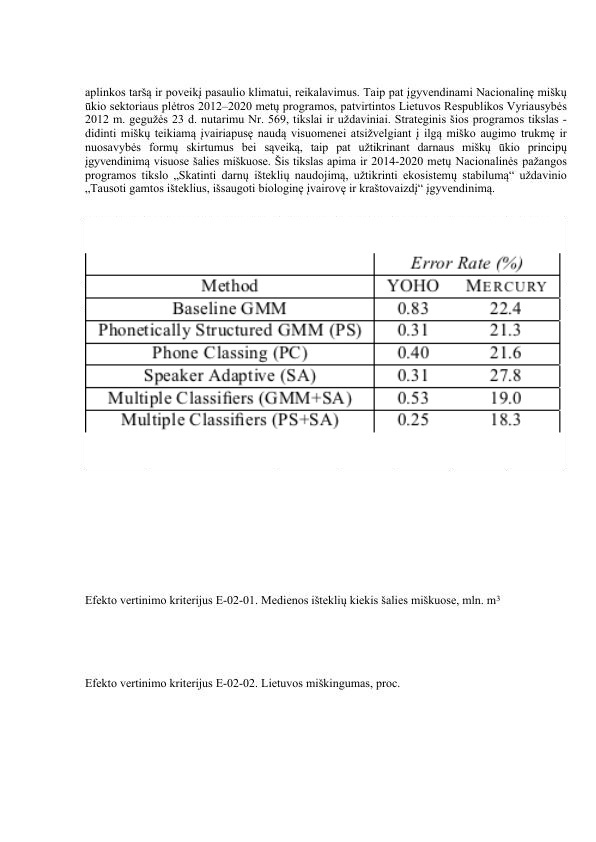 aplinkos taršą ir poveikį pasaulio klimatui, reikalavimus. Taip pat įgyvendinami Nacionalinę miškų
ūkio sektoriaus plėtros 2012–2020 metų programos, patvirtintos Lietuvos Respublikos Vyriausybės
2012 m. gegužės 23 d. nutarimu Nr. 569, tikslai ir uždaviniai. Strateginis šios programos tikslas -
didinti miškų teikiamą įvairiapusę naudą visuomenei atsižvelgiant į ilgą miško augimo trukmę ir
nuosavybės formų skirtumus bei sąveiką, taip pat užtikrinant darnaus miškų ūkio principų
įgyvendinimą visuose šalies miškuose. Šis tikslas apima ir 2014-2020 metų Nacionalinės pažangos
programos tikslo „Skatinti darnų išteklių naudojimą, užtikrinti ekosistemų stabilumą“ uždavinio
„Tausoti gamtos išteklius, išsaugoti biologinę įvairovę ir kraštovaizdį“ įgyvendinimą.
Error Rate (%)
Method YOHO MERCURY
Baseline GMM 0.83 22.4
Phonetically Structured GMM (PS) 0.31 21.3
Phone Classing (PC) 0.40 21.6
Speaker Adaptive (SA) 0.31 27.8
Multiple Classifiers (GMM+SA) 0.53 19.0
Multiple Classifiers (PS+SA) 0.25 18.3
Efekto vertinimo kriterijus E-02-01. Medienos išteklių kiekis šalies miškuose, mln. m³
Efekto vertinimo kriterijus E-02-02. Lietuvos miškingumas, proc.